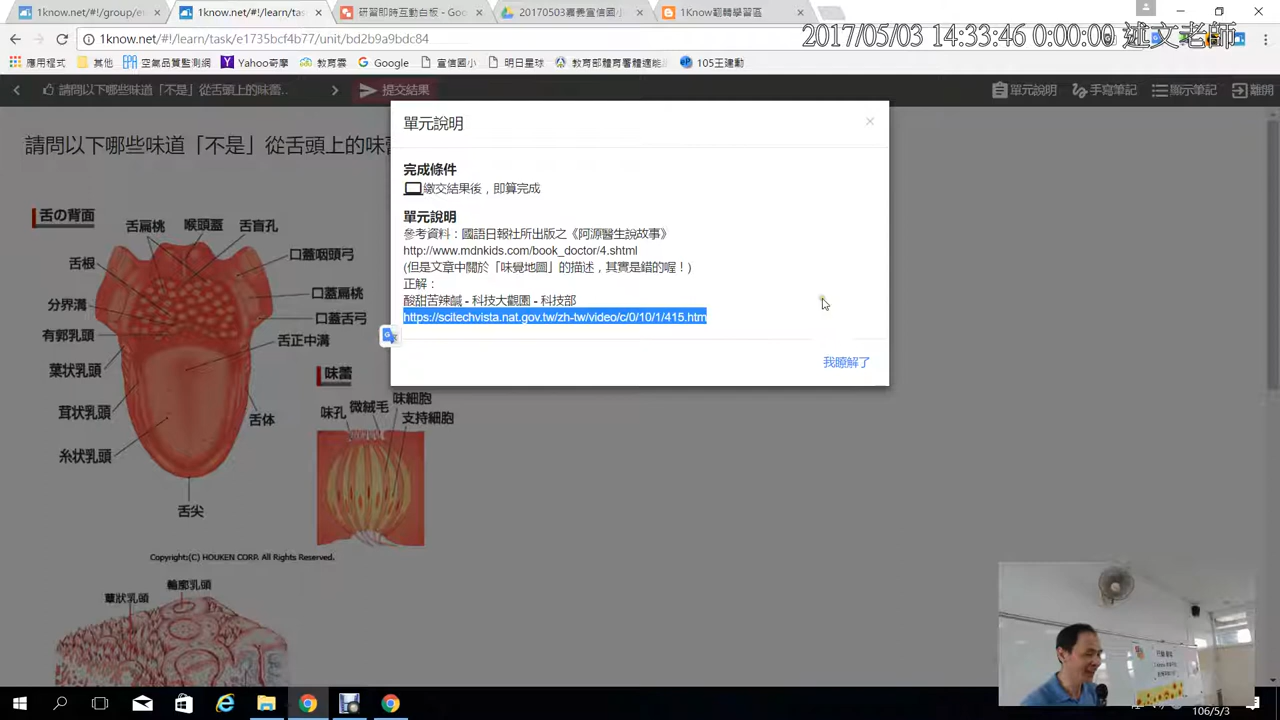 1know.net/#!/group/e
1know.net/#!/learn/tas
研習即時互動白板 - Goo
20170503嘉義宣信國小
1Know翻轉學習區
1know.net/#!/learn/task/e1735bcf4b77/unit/bd2b9a9bdc84
2017/05/03 14:33:46 0:00:00 述文老師
應用程式
其他
空氣品質監測網
Yahoo奇摩
教育雲
Google
宣信國小
明日星球
教育部體育署體適能
105王建勳
請問以下哪些味道「不是」從舌頭上的味蕾..
提交結果
單元說明
手寫筆記
顯示筆記
離開
請問以下哪些味道「不是」從舌頭上的味蕾
單元說明
完成條件
繳交結果後，即算完成
單元說明
參考資料：國語日報社所出版之《阿源醫生說故事》
http://www.mdnkids.com/book_doctor/4.shtml
(但是文章中關於「味覺地圖」的描述，其實是錯的喔！)
正解：
酸甜苦辣鹹 - 科技大觀園 - 科技部
https://scitechvista.nat.gov.tw/zh-tw/video/c/0/10/1/415.htm
我瞭解了
舌の背面
舌扁桃
喉頭蓋
舌盲孔
口蓋咽頭弓
舌根
口蓋扁桃
分界溝
口蓋舌弓
有郭乳頭
舌正中溝
葉状乳頭
茸状乳頭
舌体
糸状乳頭
舌尖
味蕾
味孔
微絨毛
味細胞
支持細胞
Copyright:(C) HOUKEN CORP. All Rights Reserved.
輪廓乳頭
蕈狀乳頭
106/5/3